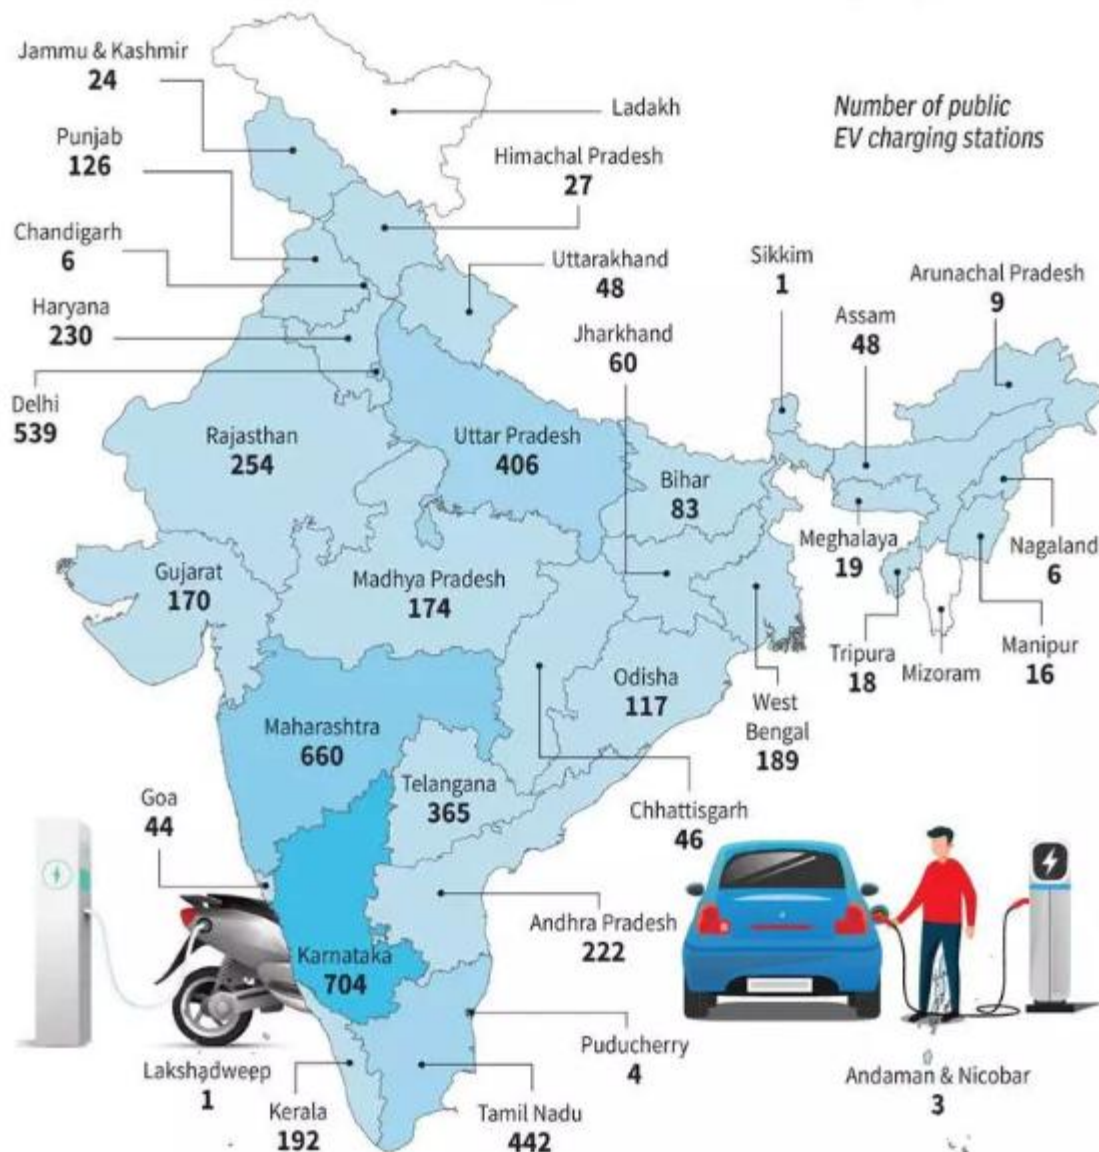 Jammu & Kashmir
24
Ladakh
Number of public
EV charging stations
Punjab
126
Himachal Pradesh
27
Chandigarh
6
Uttarakhand
48
Sikkim
1
Arunachal Pradesh
9
Haryana
230
Jharkhand
60
Assam
48
Delhi
539
Rajasthan
254
Uttar Pradesh
406
Bihar
83
Meghalaya
19
Nagaland
6
Gujarat
170
Madhya Pradesh
174
Tripura
18
Mizoram
Manipur
16
Odisha
117
West
Bengal
189
Maharashtra
660
Telangana
365
Chhattisgarh
46
Goa
44
Andhra Pradesh
222
Karnataka
704
Puducherry
4
Lakshadweep
1
Kerala
192
Tamil Nadu
442
Andaman & Nicobar
3